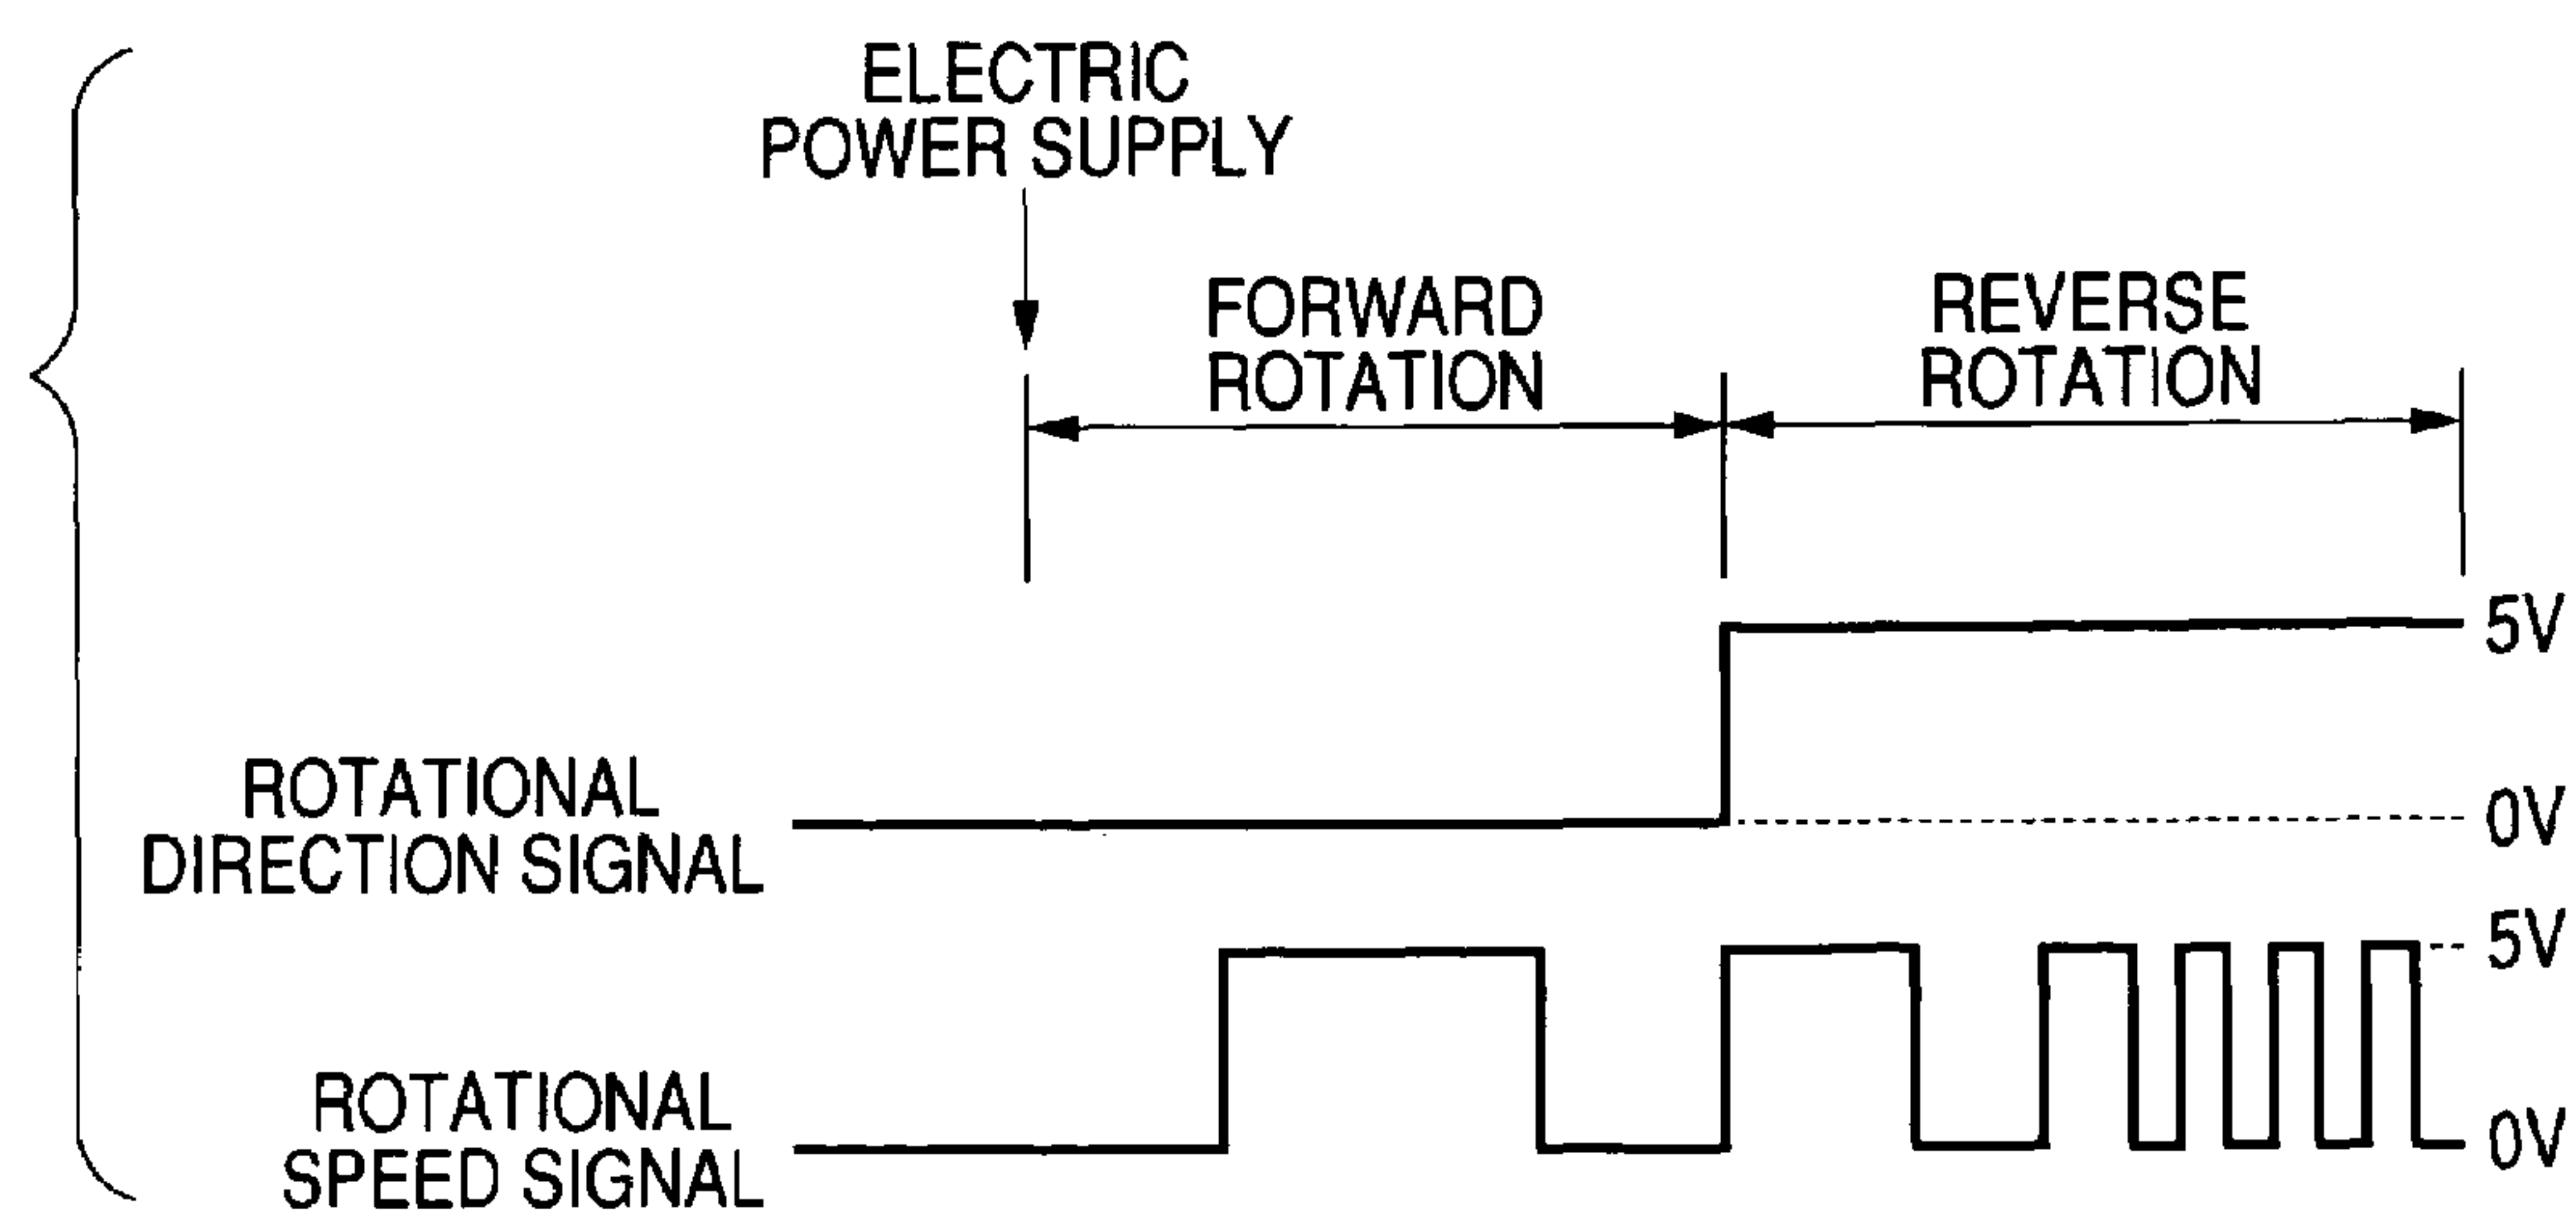 ELECTRIC
POWER SUPPLY
FORWARD
ROTATION
REVERSE
ROTATION
5V
0V
ROTATIONAL
DIRECTION SIGNAL
5V
0V
ROTATIONAL
SPEED SIGNAL